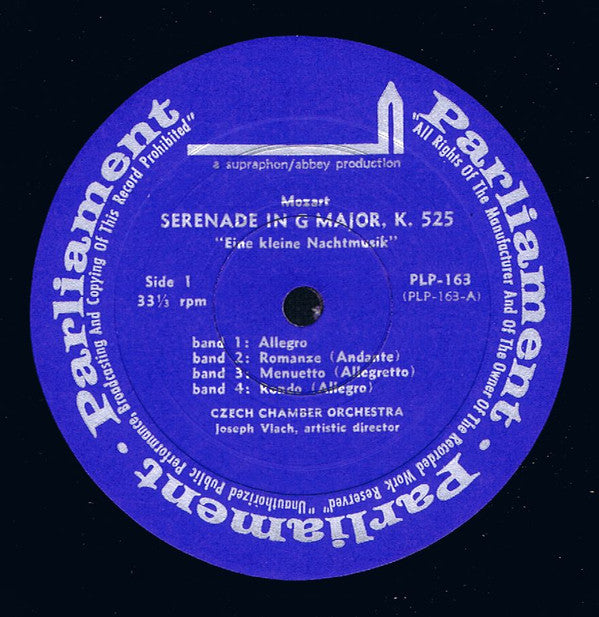 Parliament · Parliament · Parliament · Parliament
"All Rights Of The Manufacturer And Of The Owner Of The Recorded Work Reserved" "Unauthorized Public Performance, Broadcasting And Copying Of This Record Prohibited"
a supraphon/abbey production
Mozart
SERENADE IN G MAJOR, K. 525
"Eine kleine Nachtmusik"
Side 1
PLP-163
33⅓ rpm
(PLP-163-A)
band 1: Allegro
band 2: Romanze (Andante)
band 3: Menuetto (Allegretto)
band 4: Rondo (Allegro)
CZECH CHAMBER ORCHESTRA
Joseph Vlach, artistic director